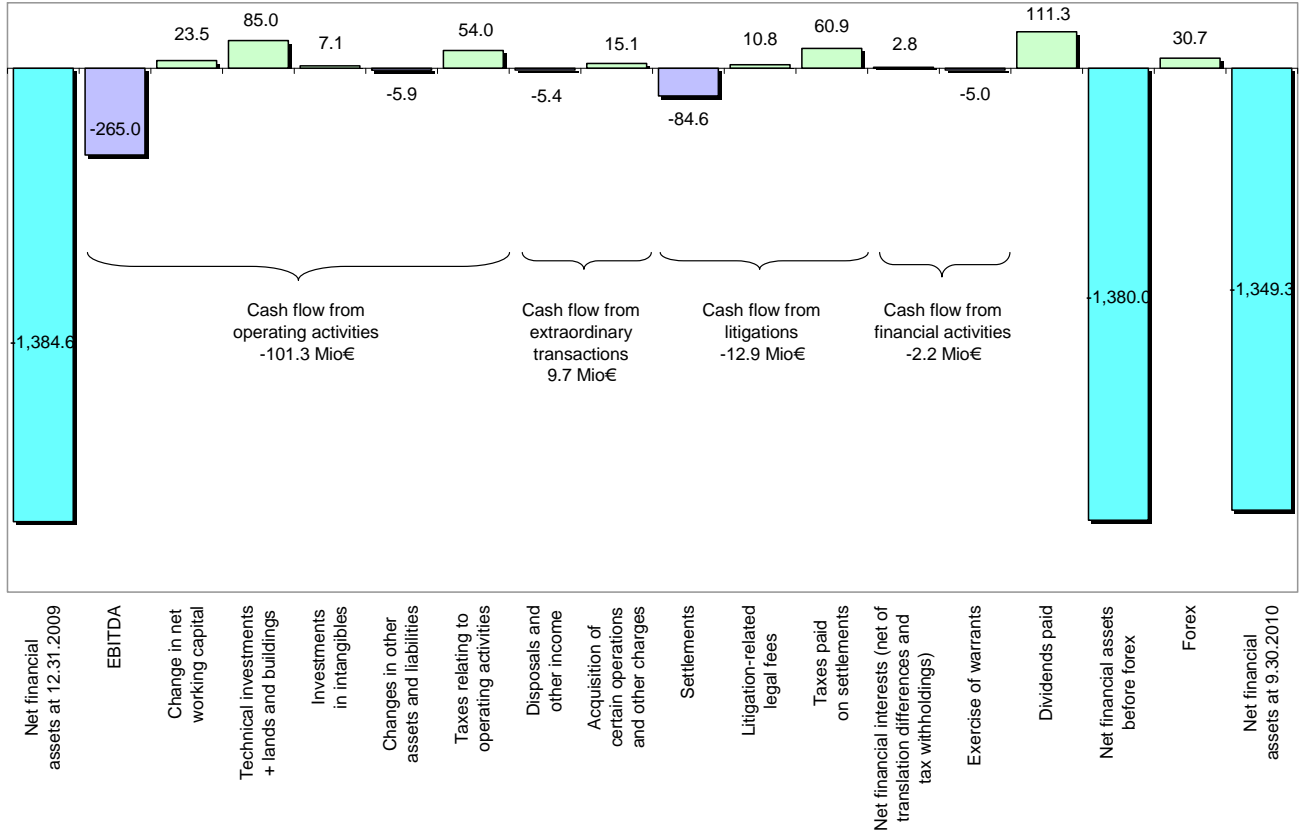 23.5
85.0
7.1
54.0
15.1
10.8
60.9
2.8
111.3
30.7
-5.9
-5.4
-84.6
-5.0
-265.0
-1,384.6
-1,380.0
-1,349.3
Cash flow from
operating activities
-101.3 Mio€
Cash flow from
extraordinary
transactions
9.7 Mio€
Cash flow from
litigations
-12.9 Mio€
Cash flow from
financial activities
-2.2 Mio€
Net financial
assets at 12.31.2009
EBITDA
Change in net
working capital
Technical investments
+ lands and buildings
Investments
in intangibles
Changes in other
assets and liabilities
Taxes relating to
operating activities
Disposals and
other income
Acquisition of
certain operations
and other charges
Settlements
Litigation-related
legal fees
Taxes paid
on settlements
Net financial interests (net of
translation differences and
tax withholdings)
Exercise of warrants
Dividends paid
Net financial assets
before forex
Forex
Net financial
assets at 9.30.2010